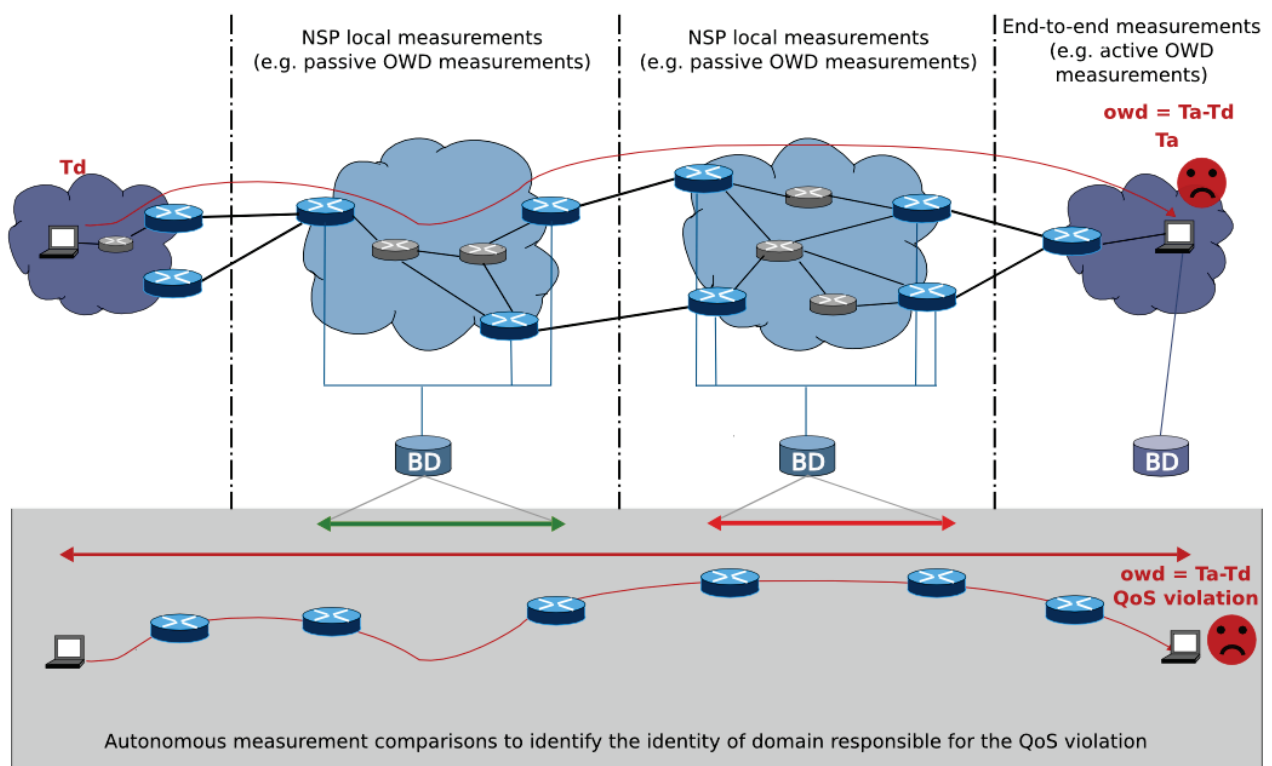 NSP local measurements
(e.g. passive OWD measurements)
NSP local measurements
(e.g. passive OWD measurements)
End-to-end measurements
(e.g. active OWD
measurements)
owd = Ta-Td
Ta
Td
BD
BD
BD
owd = Ta-Td
QoS violation
Autonomous measurement comparisons to identify the identity of domain responsible for the QoS violation